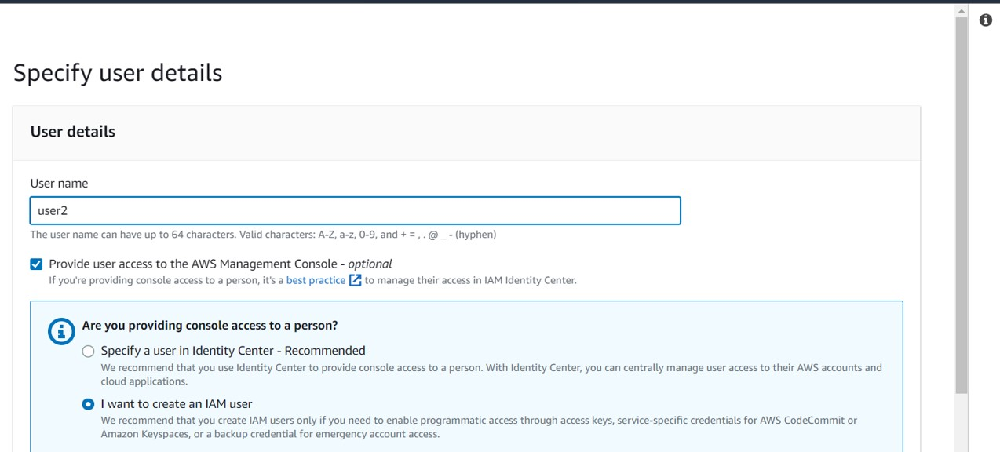 Specify user details
User details
User name
user2
The user name can have up to 64 characters. Valid characters: A-Z, a-z, 0-9, and + = , . @ _ - (hyphen)
Provide user access to the AWS Management Console - optional
If you're providing console access to a person, it's a best practice to manage their access in IAM Identity Center.
Are you providing console access to a person?
Specify a user in Identity Center - Recommended
We recommend that you use Identity Center to provide console access to a person. With Identity Center, you can centrally manage user access to their AWS accounts and
cloud applications.
I want to create an IAM user
We recommend that you create IAM users only if you need to enable programmatic access through access keys, service-specific credentials for AWS CodeCommit or
Amazon Keyspaces, or a backup credential for emergency account access.